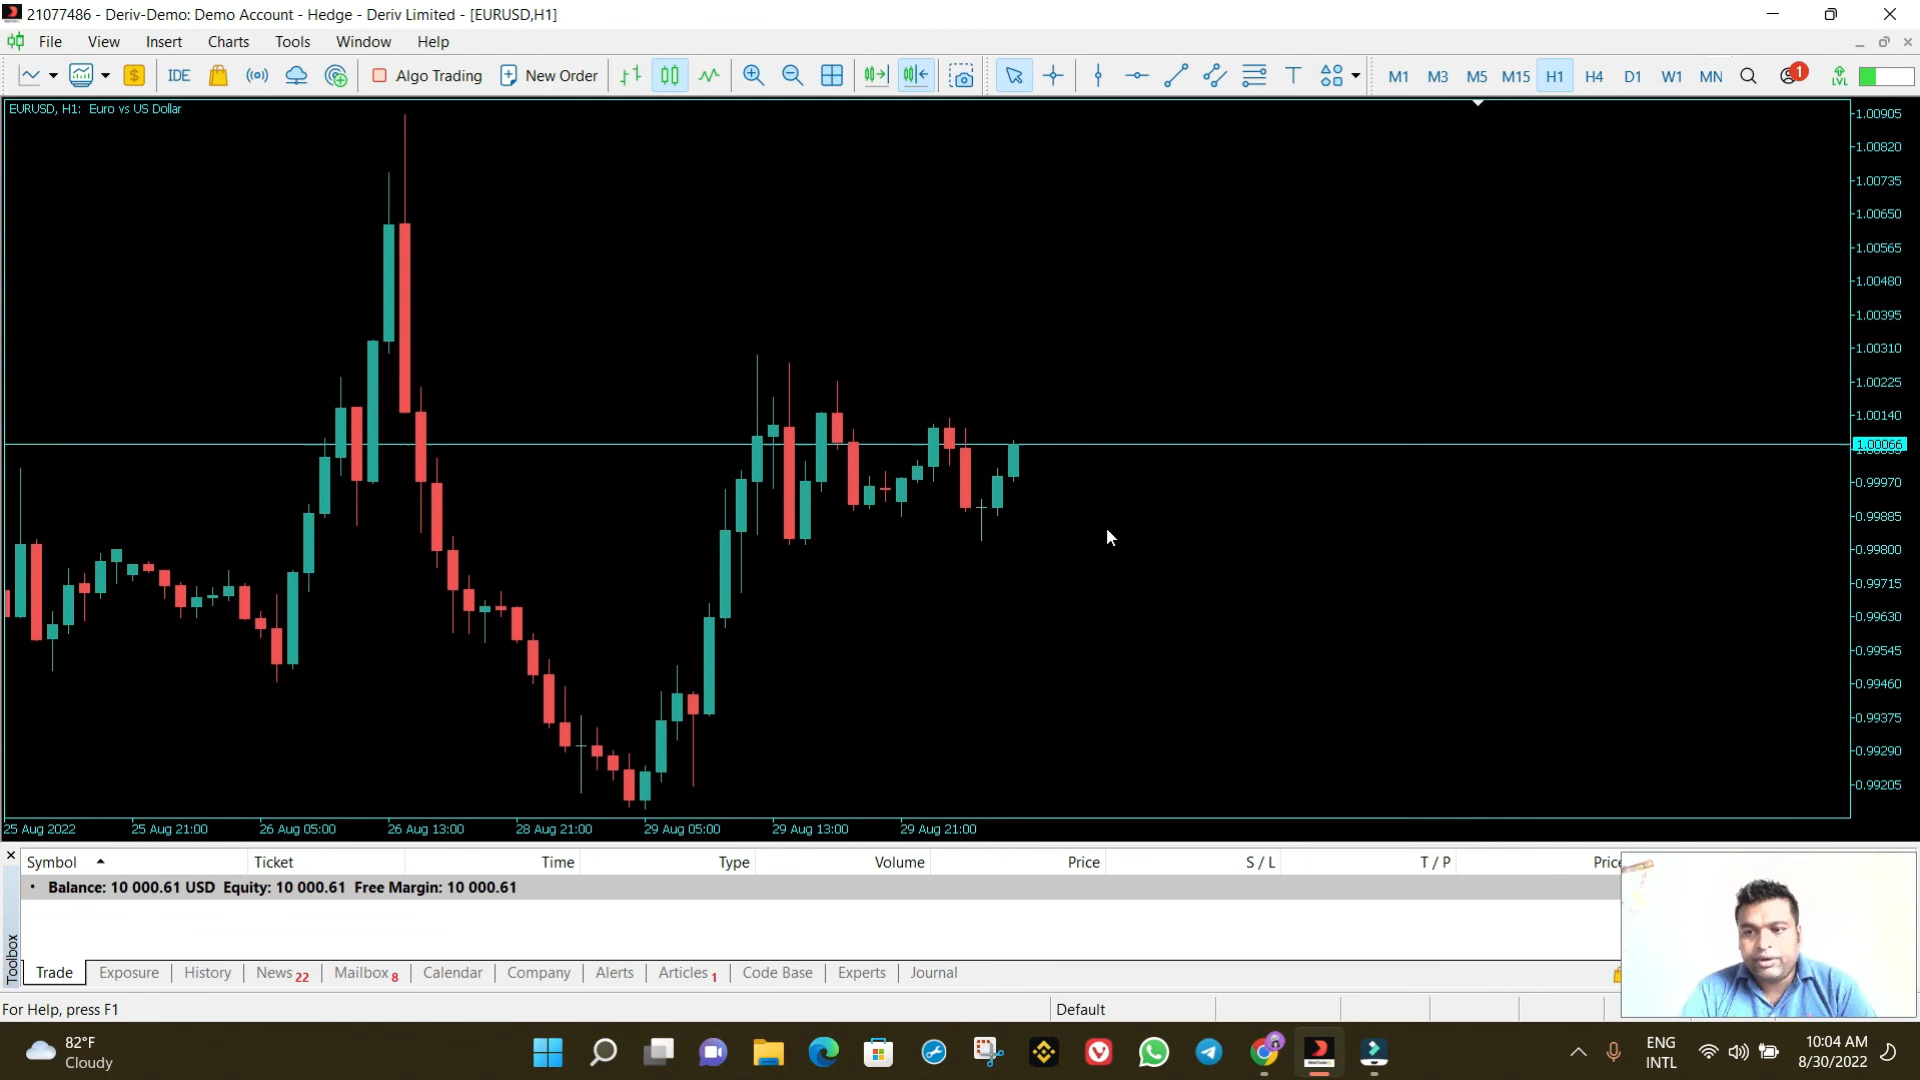 21077486 - Deriv-Demo: Demo Account - Hedge - Deriv Limited - [EURUSD,H1]
File View Insert Charts Tools Window Help
IDE Algo Trading New Order M1 M3 M5 M15 H1 H4 D1 W1 MN 1 LVL
EURUSD, H1: Euro vs US Dollar
1.00905
1.00820
1.00735
1.00650
1.00565
1.00480
1.00395
1.00310
1.00225
1.00140
1.00066
0.99970
0.99885
0.99800
0.99715
0.99630
0.99545
0.99460
0.99375
0.99290
0.99205
25 Aug 2022 25 Aug 21:00 26 Aug 05:00 26 Aug 13:00 28 Aug 21:00 29 Aug 05:00 29 Aug 13:00 29 Aug 21:00
Symbol Ticket Time Type Volume Price S / L T / P Price
Balance: 10 000.61 USD Equity: 10 000.61 Free Margin: 10 000.61
Toolbox
Trade Exposure History News 22 Mailbox 8 Calendar Company Alerts Articles 1 Code Base Experts Journal
For Help, press F1 Default
82°F
Cloudy
ENG
INTL
10:04 AM
8/30/2022